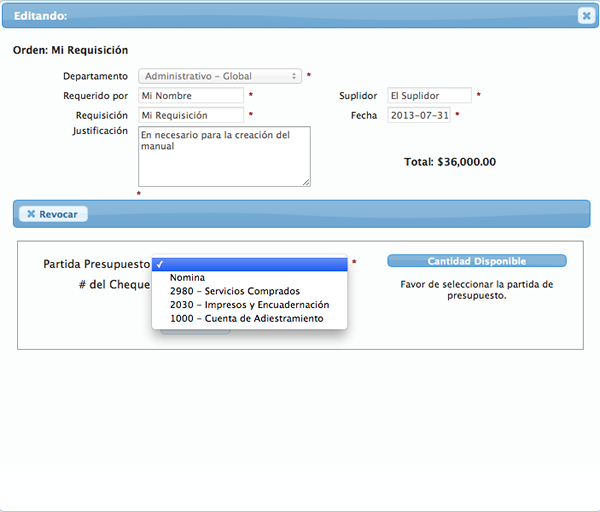 Editando:
Orden: Mi Requisición
Departamento Administrativo - Global *
Requerido por Mi Nombre * Suplidor El Suplidor *
Requisición Mi Requisición * Fecha 2013-07-31 *
Justificación En necesario para la creación del
manual
*
Total: $36,000.00
Revocar
Partida Presupuesto * Cantidad Disponible
# del Cheque
Nomina
2980 - Servicios Comprados
2030 - Impresos y Encuadernación
1000 - Cuenta de Adiestramiento
Favor de seleccionar la partida de
presupuesto.